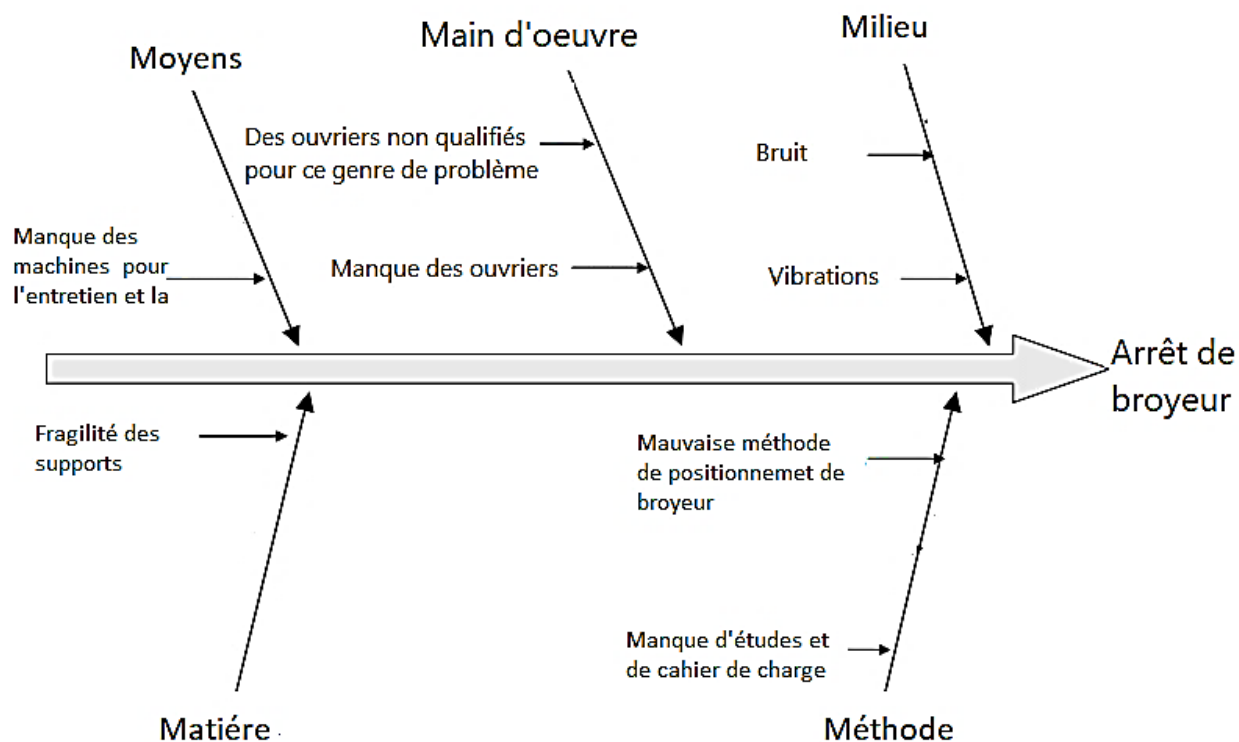 Moyens
Main d'oeuvre
Milieu
Des ouvriers non qualifiés
pour ce genre de problème
Bruit
Manque des
machines pour
l'entretien et la
Manque des ouvriers
Vibrations
Arrêt de
broyeur
Fragilité des
supports
Mauvaise méthode
de positionnemet de
broyeur
Manque d'études et
de cahier de charge
Matiére
Méthode